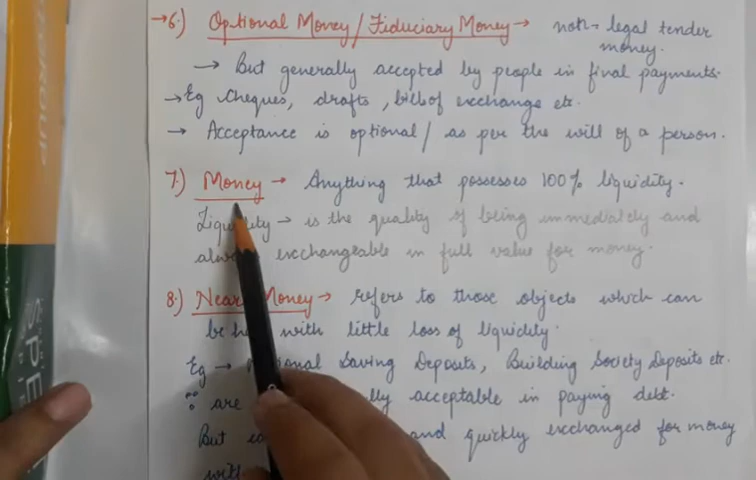 →6.) Optional Money / Fiduciary Money → non-legal tender
money.
→ But generally accepted by people in final payments.
→ Eg Cheques, drafts, bill of exchange etc.
→ Acceptance is optional / as per the will of a person.
7.) Money → Anything that possesses 100% liquidity.
Liquidity → is the quality of being immediately and
exchangeable in full value for money.
8.) Near Money → refers to those objects which can
be with little loss of liquidity.
Eg → Saving Deposits, Building Society Deposits etc.
∵ are acceptable in paying debt.
But and quickly exchanged for money
GROUP